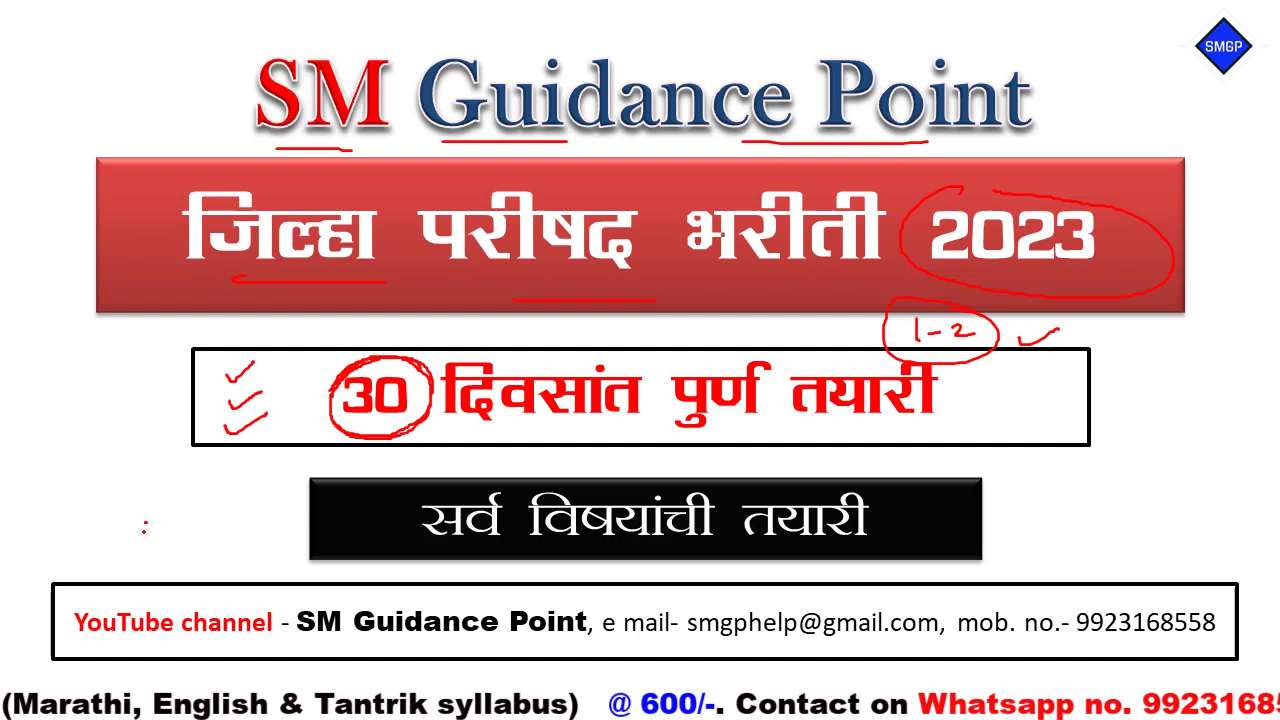 SMGP
SM Guidance Point
जिल्हा परीषद भरीती 2023
1-2
30 दिवसांत पुर्ण तयारी
सर्व विषयांची तयारी
YouTube channel - SM Guidance Point, e mail- smgphelp@gmail.com, mob. no.- 9923168558
(Marathi, English & Tantrik syllabus) @ 600/-. Contact on Whatsapp no. 99231685